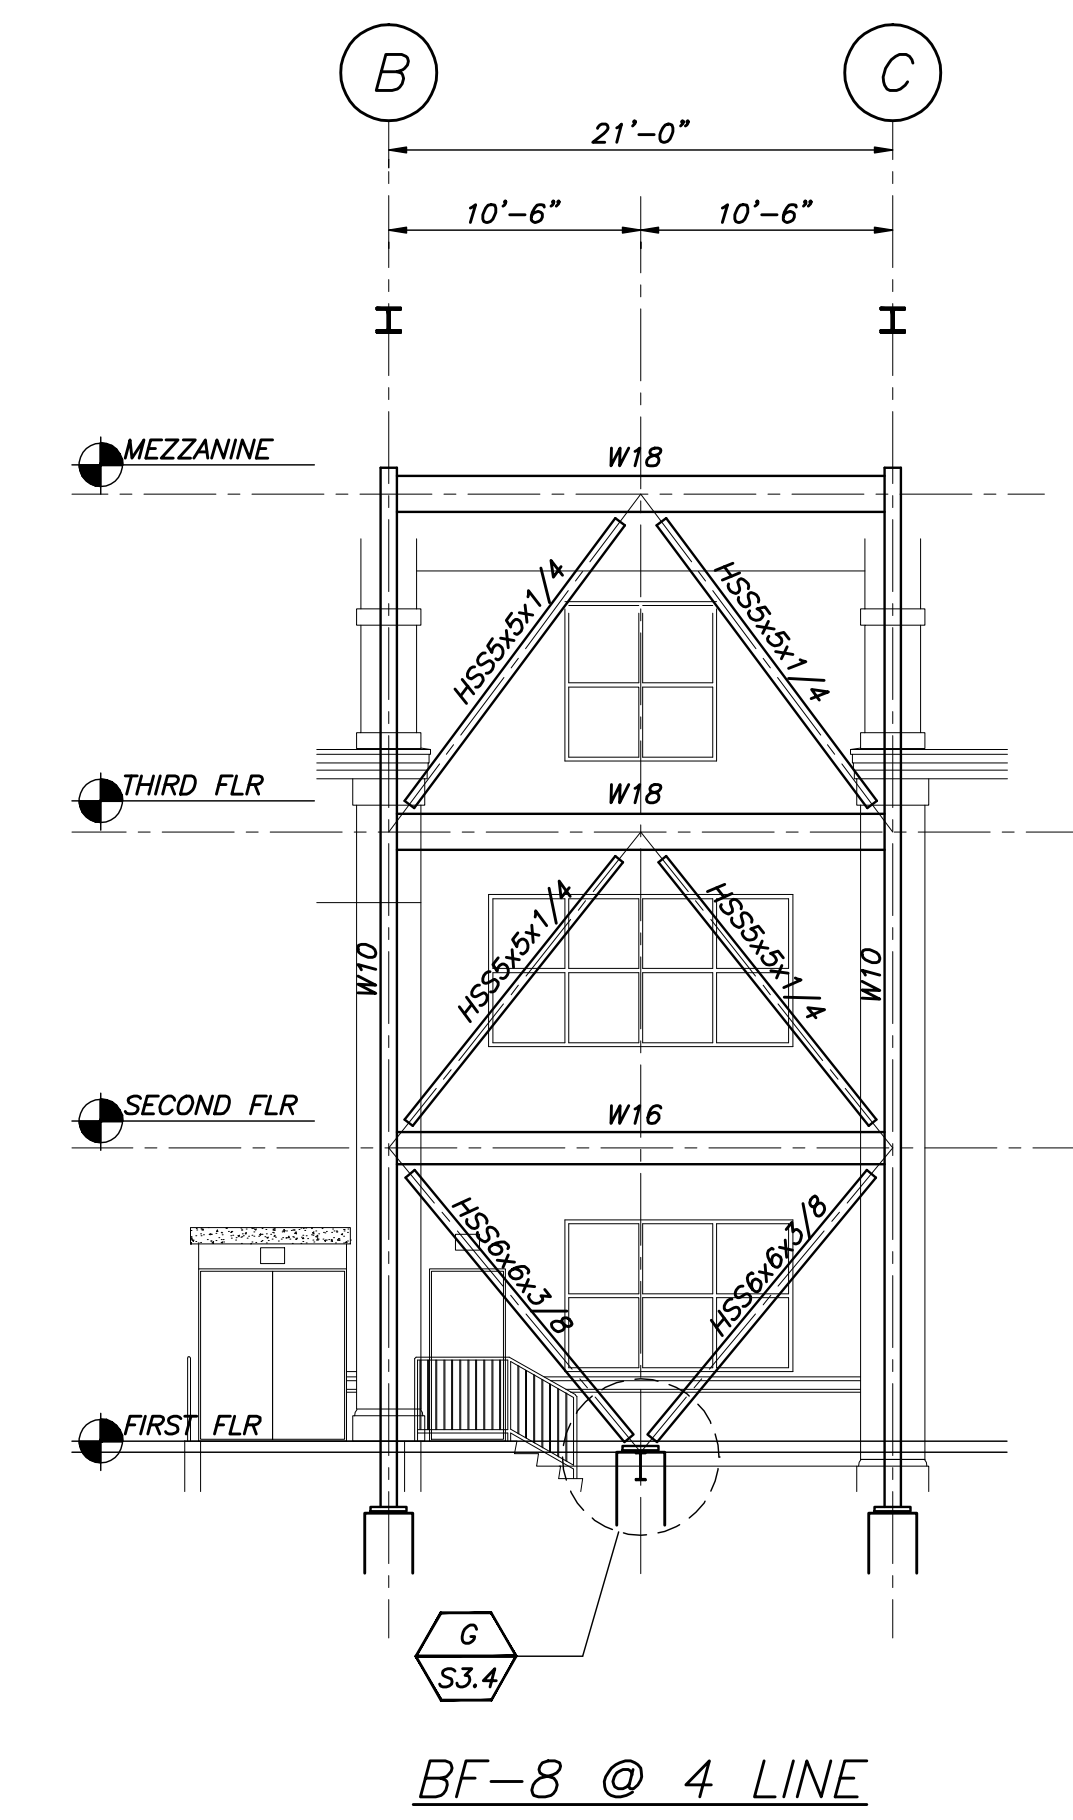 B
C
21'-0"
10'-6"
10'-6"
MEZZANINE
W18
HSS5x5x1/4
HSS5x5x1/4
THIRD FLR
W18
HSS5x5x1/4
HSS5x5x1/4
W10
W10
SECOND FLR
W16
HSS6x6x3/8
HSS6x6x3/8
FIRST FLR
G
S3.4
BF-8 @ 4 LINE